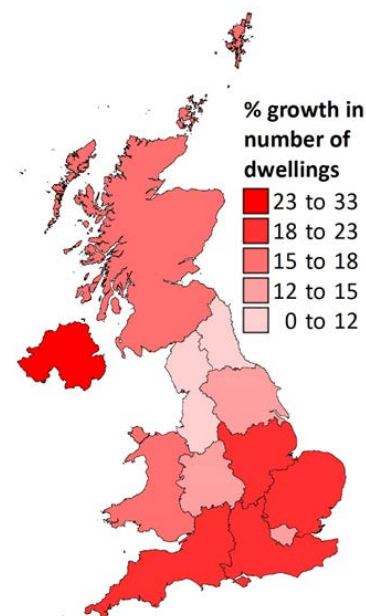 % growth in
number of
dwellings
23 to 33
18 to 23
15 to 18
12 to 15
0 to 12